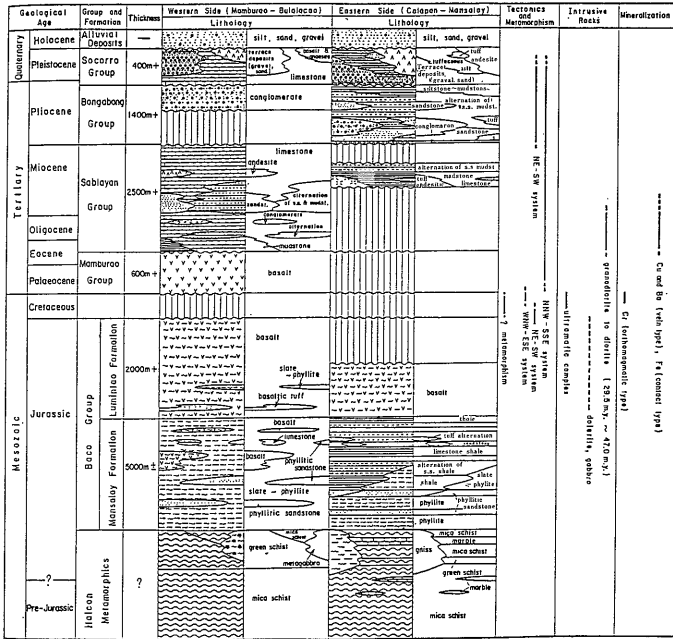 Geological Age
Group and Formation
Thickness
Western Side (Mamburao - Bulalacao)
Lithology
Eastern Side (Calapan - Mansalay)
Lithology
Tectonics and Metamorphism
Intrusive Rocks
Mineralization
Quaternary
Holocene
Alluvial Deposits
—
silt, sand, gravel
silt, sand, gravel
Pleistocene
Socorro Group
400m+
terrace deposits (gravel, sand)
limestone
tuff
tuffaceous
andesite
silt
Terrace deposits (gravel, sand)
Tertilary
Pliocene
Bongabong Group
1400m+
conglomerate
siltstone~mudstone
alternation of s.s. mudst.
sandstone
tuff
sandstone
Miocene
Sablayan Group
2500m+
limestone
andesite
alternation of s.s. & mudst.
sandst.
conglomerate
alternation
mudstone
alternation of s.s mudst
tuff
mudstone
andesitic
limestone
Oligocene
Eocene
Palaeocene
Mamburao Group
600m+
basalt
Mesozoic
Cretaceous
Jurassic
Baco Group
Lumintao Formation
2000m+
basalt
slate - phyllite
basaltic tuff
basalt
Mansalay Formation
5000m±
basalt
limestone
basalt
phyllitic sandstone
slate - phyllite
phyllitic sandstone
shale
tuff alternation
limestone shale
alternation of s.s. shale
shale
slate
phyllite
phyllite
phyllitic sandstone
phyllite
?
Pre-Jurassic
Halcon Metamorphics
?
mica schist
green schist
metagabbro
mica schist
mica schist
marble
gniss
mica schist
green schist
marble
mica schist
? metamorphism
WNW-ESE system
NE-SW system
NNW-SSE system
NE-SW system
ultramafic complex
dolerite, gabbro
granodiorite to diorite (29.6 m.y. ~ 47.0 m.y.)
Cr (orthomagmatic type)
Cu and Ba (vein type), Fe (contact type)